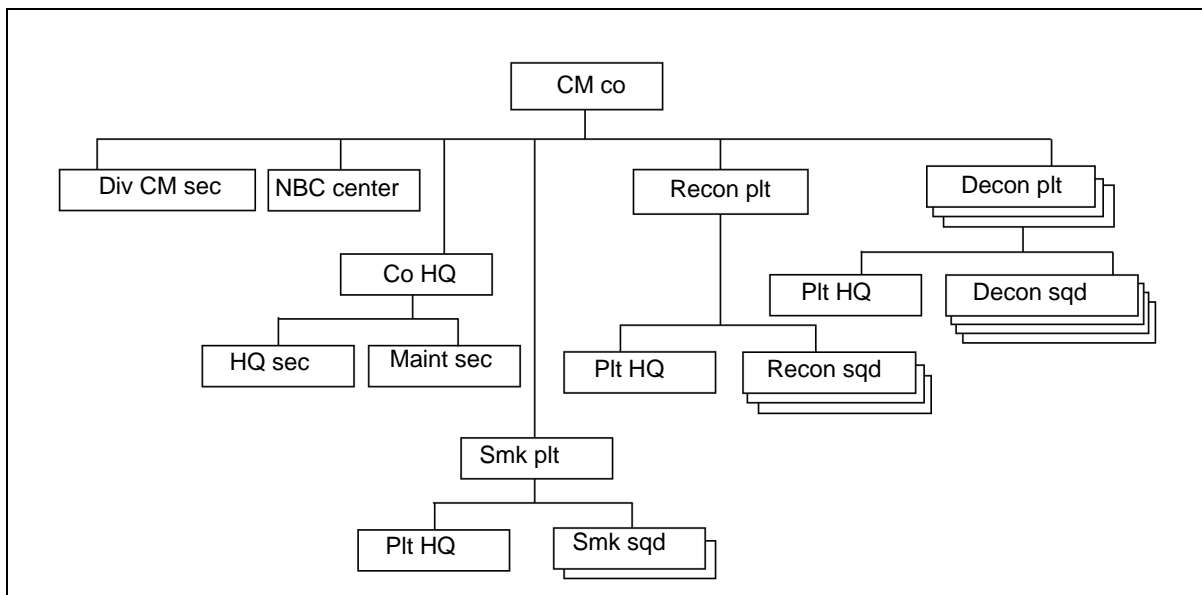 CM co
Div CM sec
NBC center
Recon plt
Decon plt
Co HQ
Plt HQ
Decon sqd
HQ sec
Maint sec
Plt HQ
Recon sqd
Smk plt
Plt HQ
Smk sqd